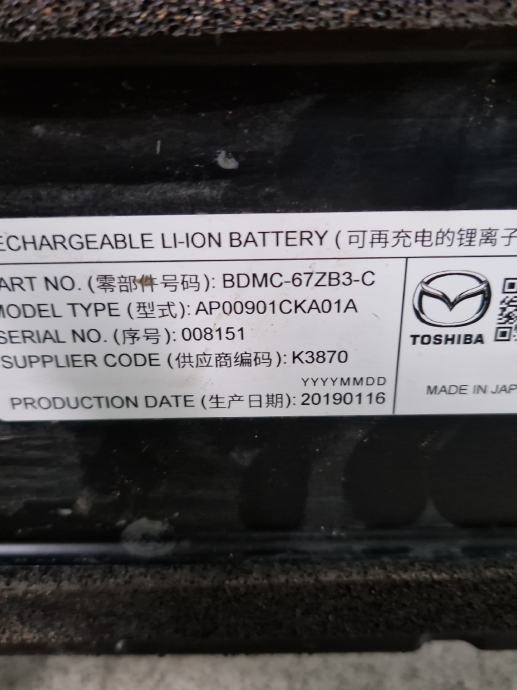 ECHARGEABLE LI-ION BATTERY (可再充电的锂离子
ART NO. (零部件号码): BDMC-67ZB3-C
MODEL TYPE (型式): AP00901CKA01A
SERIAL NO. (序号): 008151
SUPPLIER CODE (供应商编码): K3870
YYYYMMDD
PRODUCTION DATE (生产日期): 20190116
TOSHIBA
MADE IN JAP